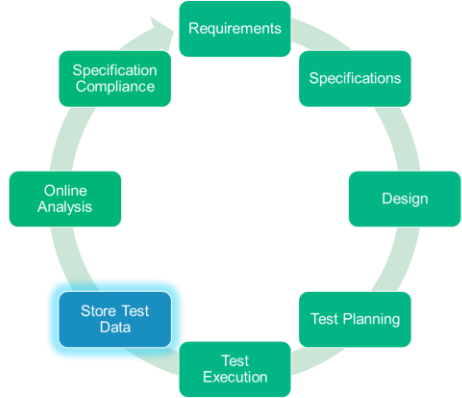 Requirements
Specifications
Design
Test Planning
Test
Execution
Store Test
Data
Online
Analysis
Specification
Compliance